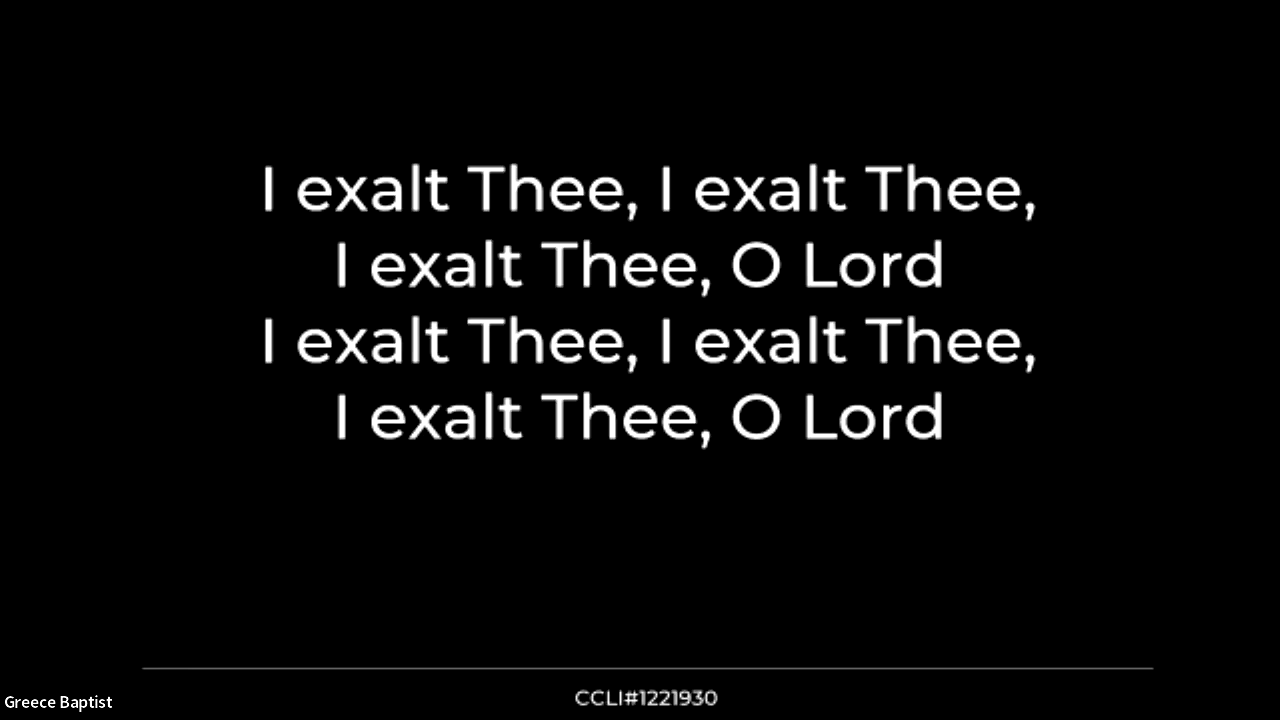 I exalt Thee, I exalt Thee,
I exalt Thee, O Lord
I exalt Thee, I exalt Thee,
I exalt Thee, O Lord
CCLI#1221930
Greece Baptist